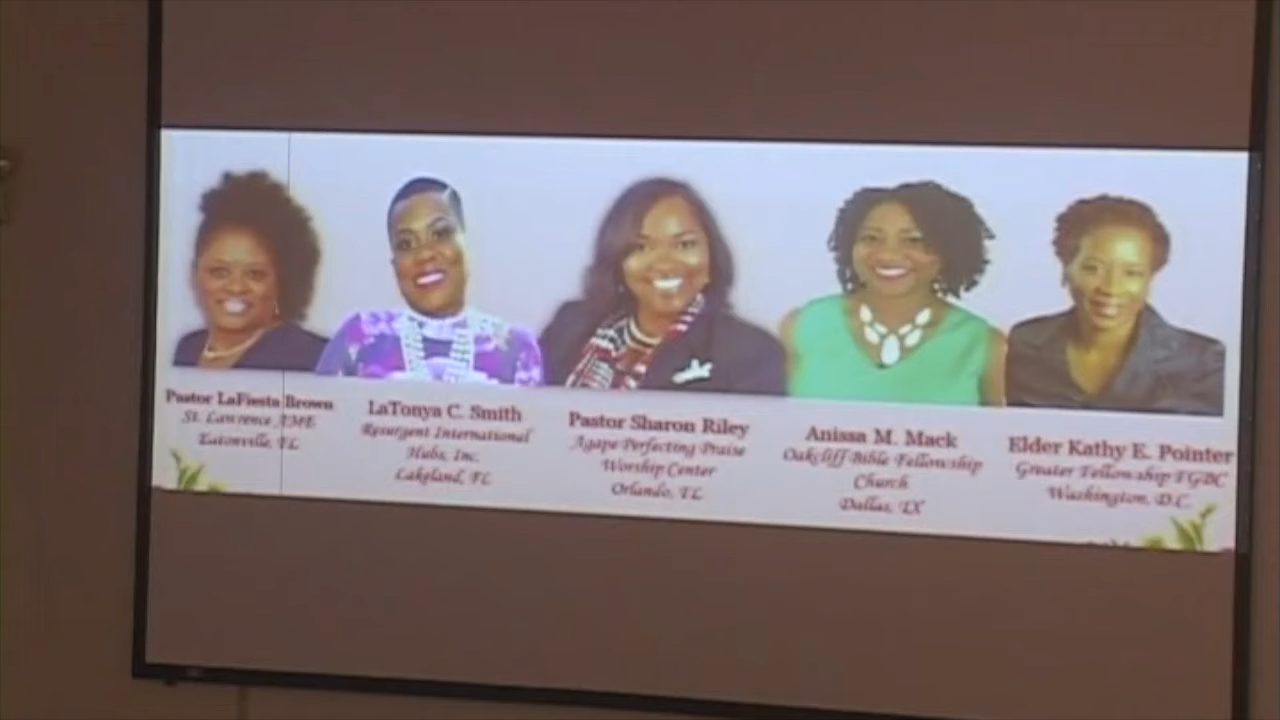 Pastor LaFiesta Brown
St. Lawrence AME
Eatonville, FL
LaTonya C. Smith
Resurgent International
Hubs, Inc.
Lakeland, FL
Pastor Sharon Riley
Agape Perfecting Praise
Worship Center
Orlando, FL
Anissa M. Mack
Oakcliff Bible Fellowship
Church
Dallas, TX
Elder Kathy E. Pointer
Greater Fellowship FGBC
Washington, D.C.